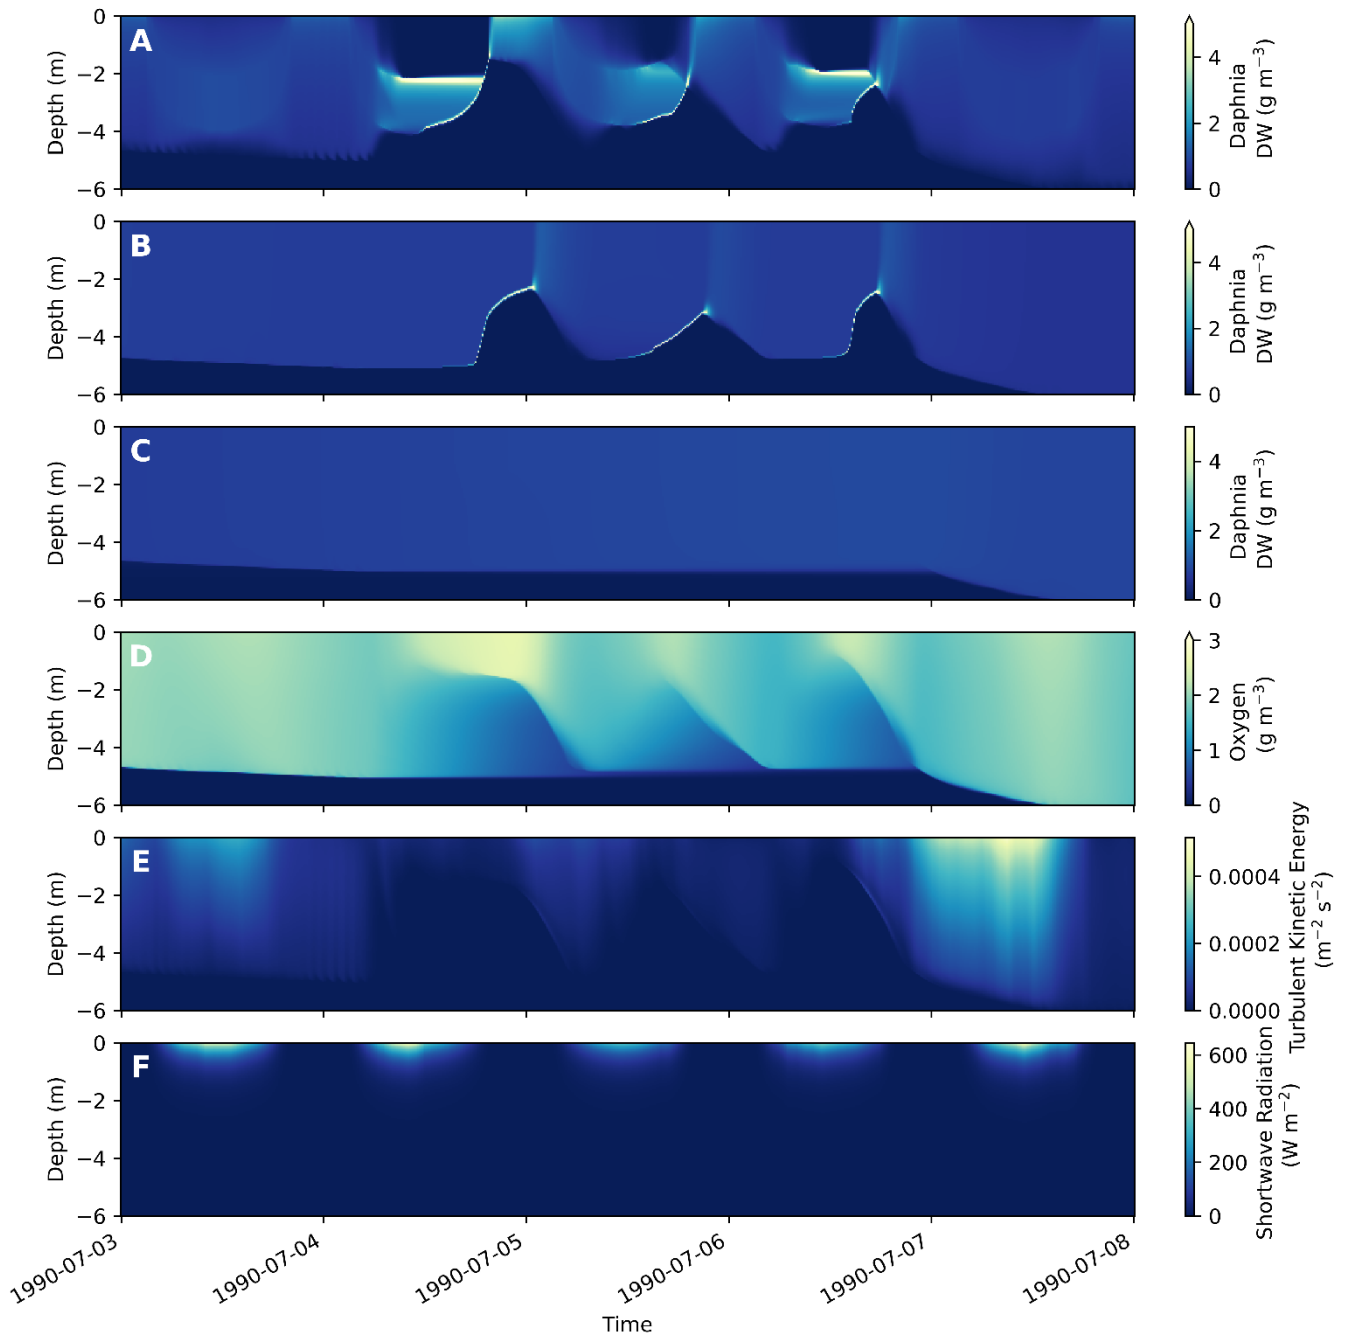 A
0
−2
−4
−6
Depth (m)
4
2
0
Daphnia
DW (g m⁻³)
B
0
−2
−4
−6
Depth (m)
4
2
0
Daphnia
DW (g m⁻³)
C
0
−2
−4
−6
Depth (m)
4
2
0
Daphnia
DW (g m⁻³)
D
0
−2
−4
−6
Depth (m)
3
2
1
0
Oxygen
(g m⁻³)
E
0
−2
−4
−6
Depth (m)
0.0004
0.0002
0.0000
Turbulent Kinetic Energy
(m⁻² s⁻²)
F
0
−2
−4
−6
Depth (m)
600
400
200
0
Shortwave Radiation
(W m⁻²)
1990-07-03
1990-07-04
1990-07-05
1990-07-06
1990-07-07
1990-07-08
Time